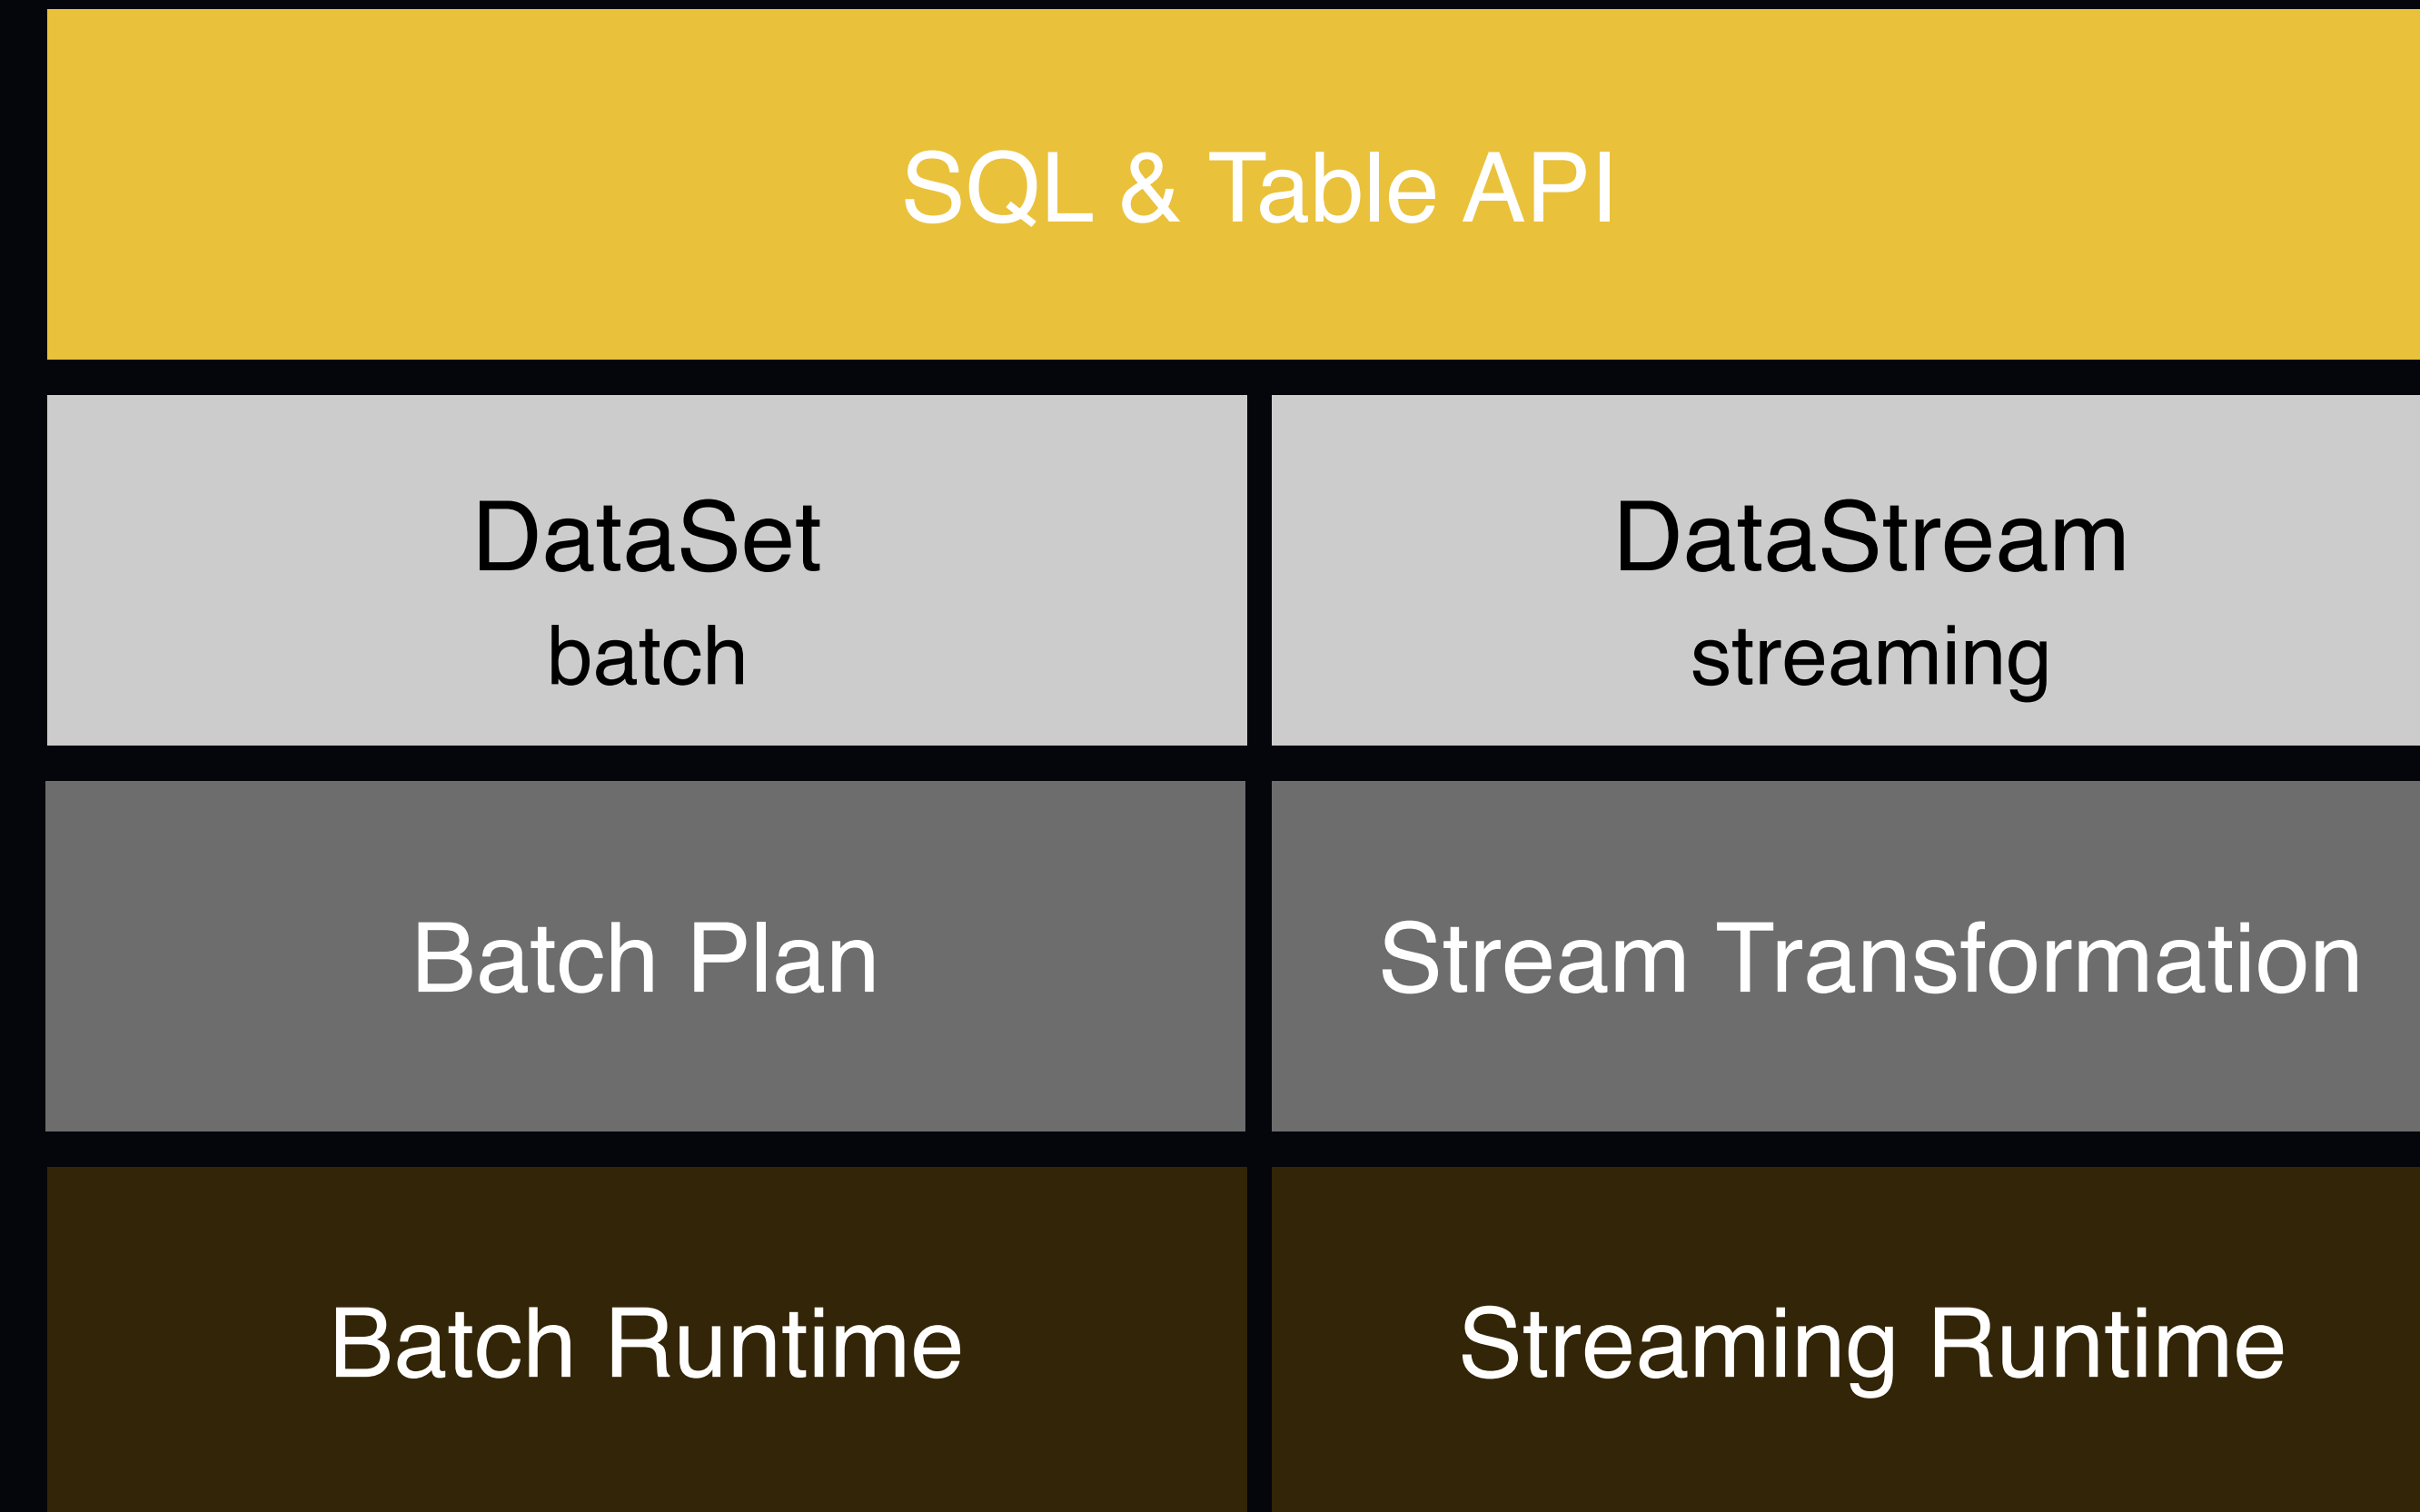 SQL & Table API
DataSet
batch
DataStream
streaming
Batch Plan
Stream Transformation
Batch Runtime
Streaming Runtime